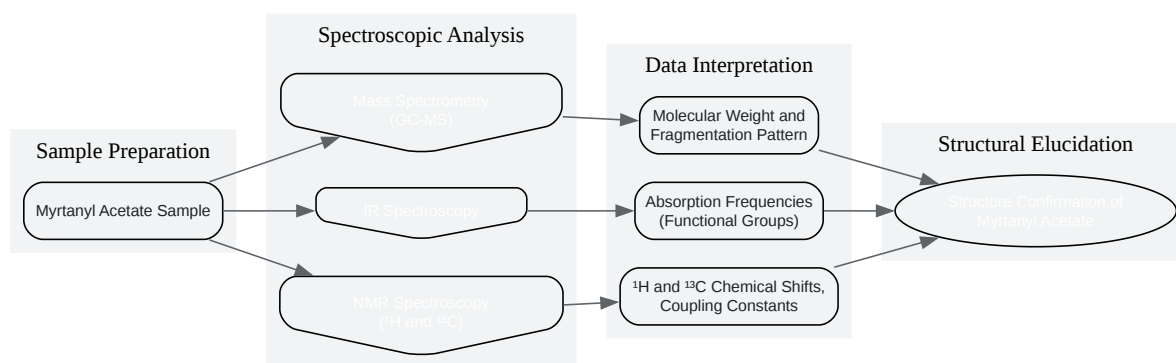 Sample Preparation
Myrtanyl Acetate Sample
Spectroscopic Analysis
Mass Spectrometry
(GC-MS)
IR Spectroscopy
NMR Spectroscopy
(¹H and ¹³C)
Data Interpretation
Molecular Weight and
Fragmentation Pattern
Absorption Frequencies
(Functional Groups)
¹H and ¹³C Chemical Shifts,
Coupling Constants
Structural Elucidation
Structure Confirmation of
Myrtanyl Acetate